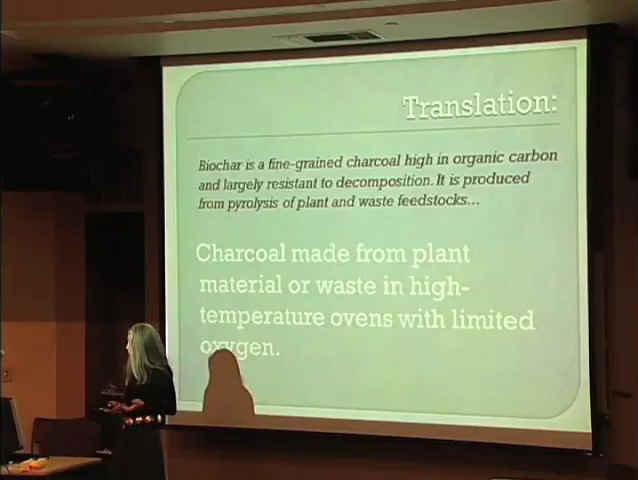 Translation:
Biochar is a fine-grained charcoal high in organic carbon
and largely resistant to decomposition. It is produced
from pyrolysis of plant and waste feedstocks...
Charcoal made from plant
material or waste in high-
temperature ovens with limited
oxygen.